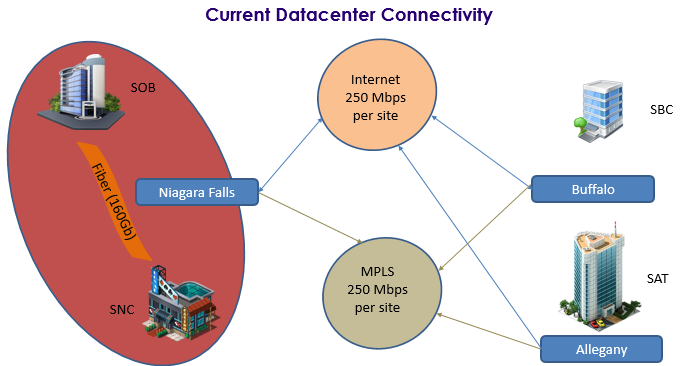 Current Datacenter Connectivity
SOB
Internet
250 Mbps
per site
SBC
Fiber (160Gb)
Niagara Falls
Buffalo
MPLS
250 Mbps
per site
SAT
SNC
Allegany